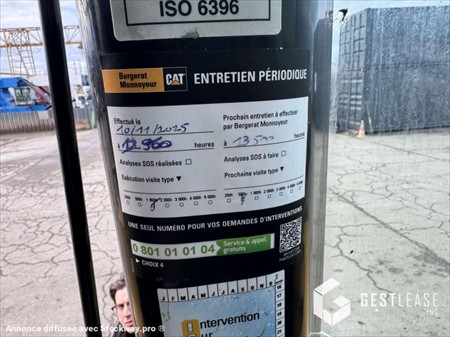 ISO 6396
Bergerat
Monnoyeur
CAT
ENTRETIEN PÉRIODIQUE
Effectué le
10/11/2025
à 12.960 heures
Analyses SOS réalisées
Exécution visite type
Prochain entretien à effectuer
par Bergerat Monnoyeur
à 13 500 heures
Analyses SOS à faire
Prochaine visite type
UNE SEUL NUMÉRO POUR VOS DEMANDES D'INTERVENTIONS
0 801 01 01 04 Service & appel gratuits
CHOIX 4
J F M A M J J A S O N D
Intervention
Sur
GESTLEASE
Annonce diffusée avec Stockway.pro ®